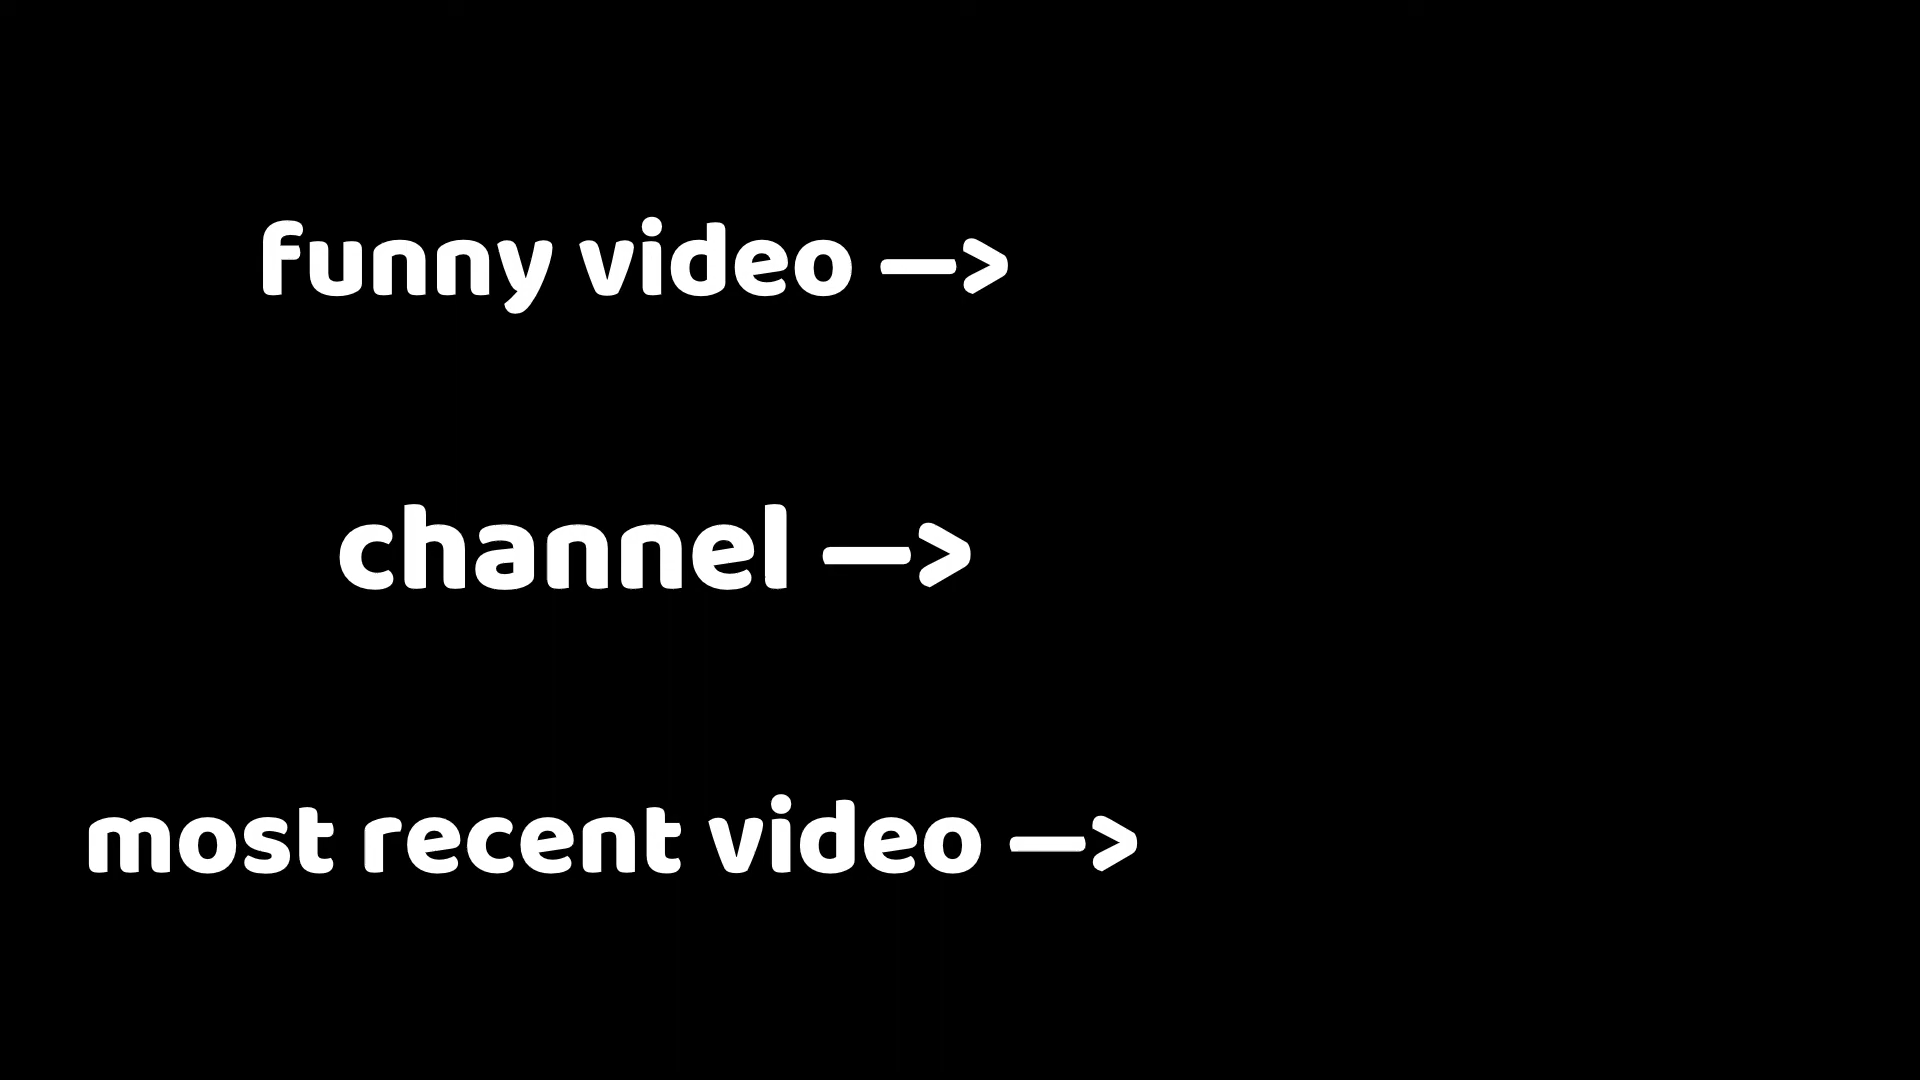 funny video —>
channel —>
most recent video —>